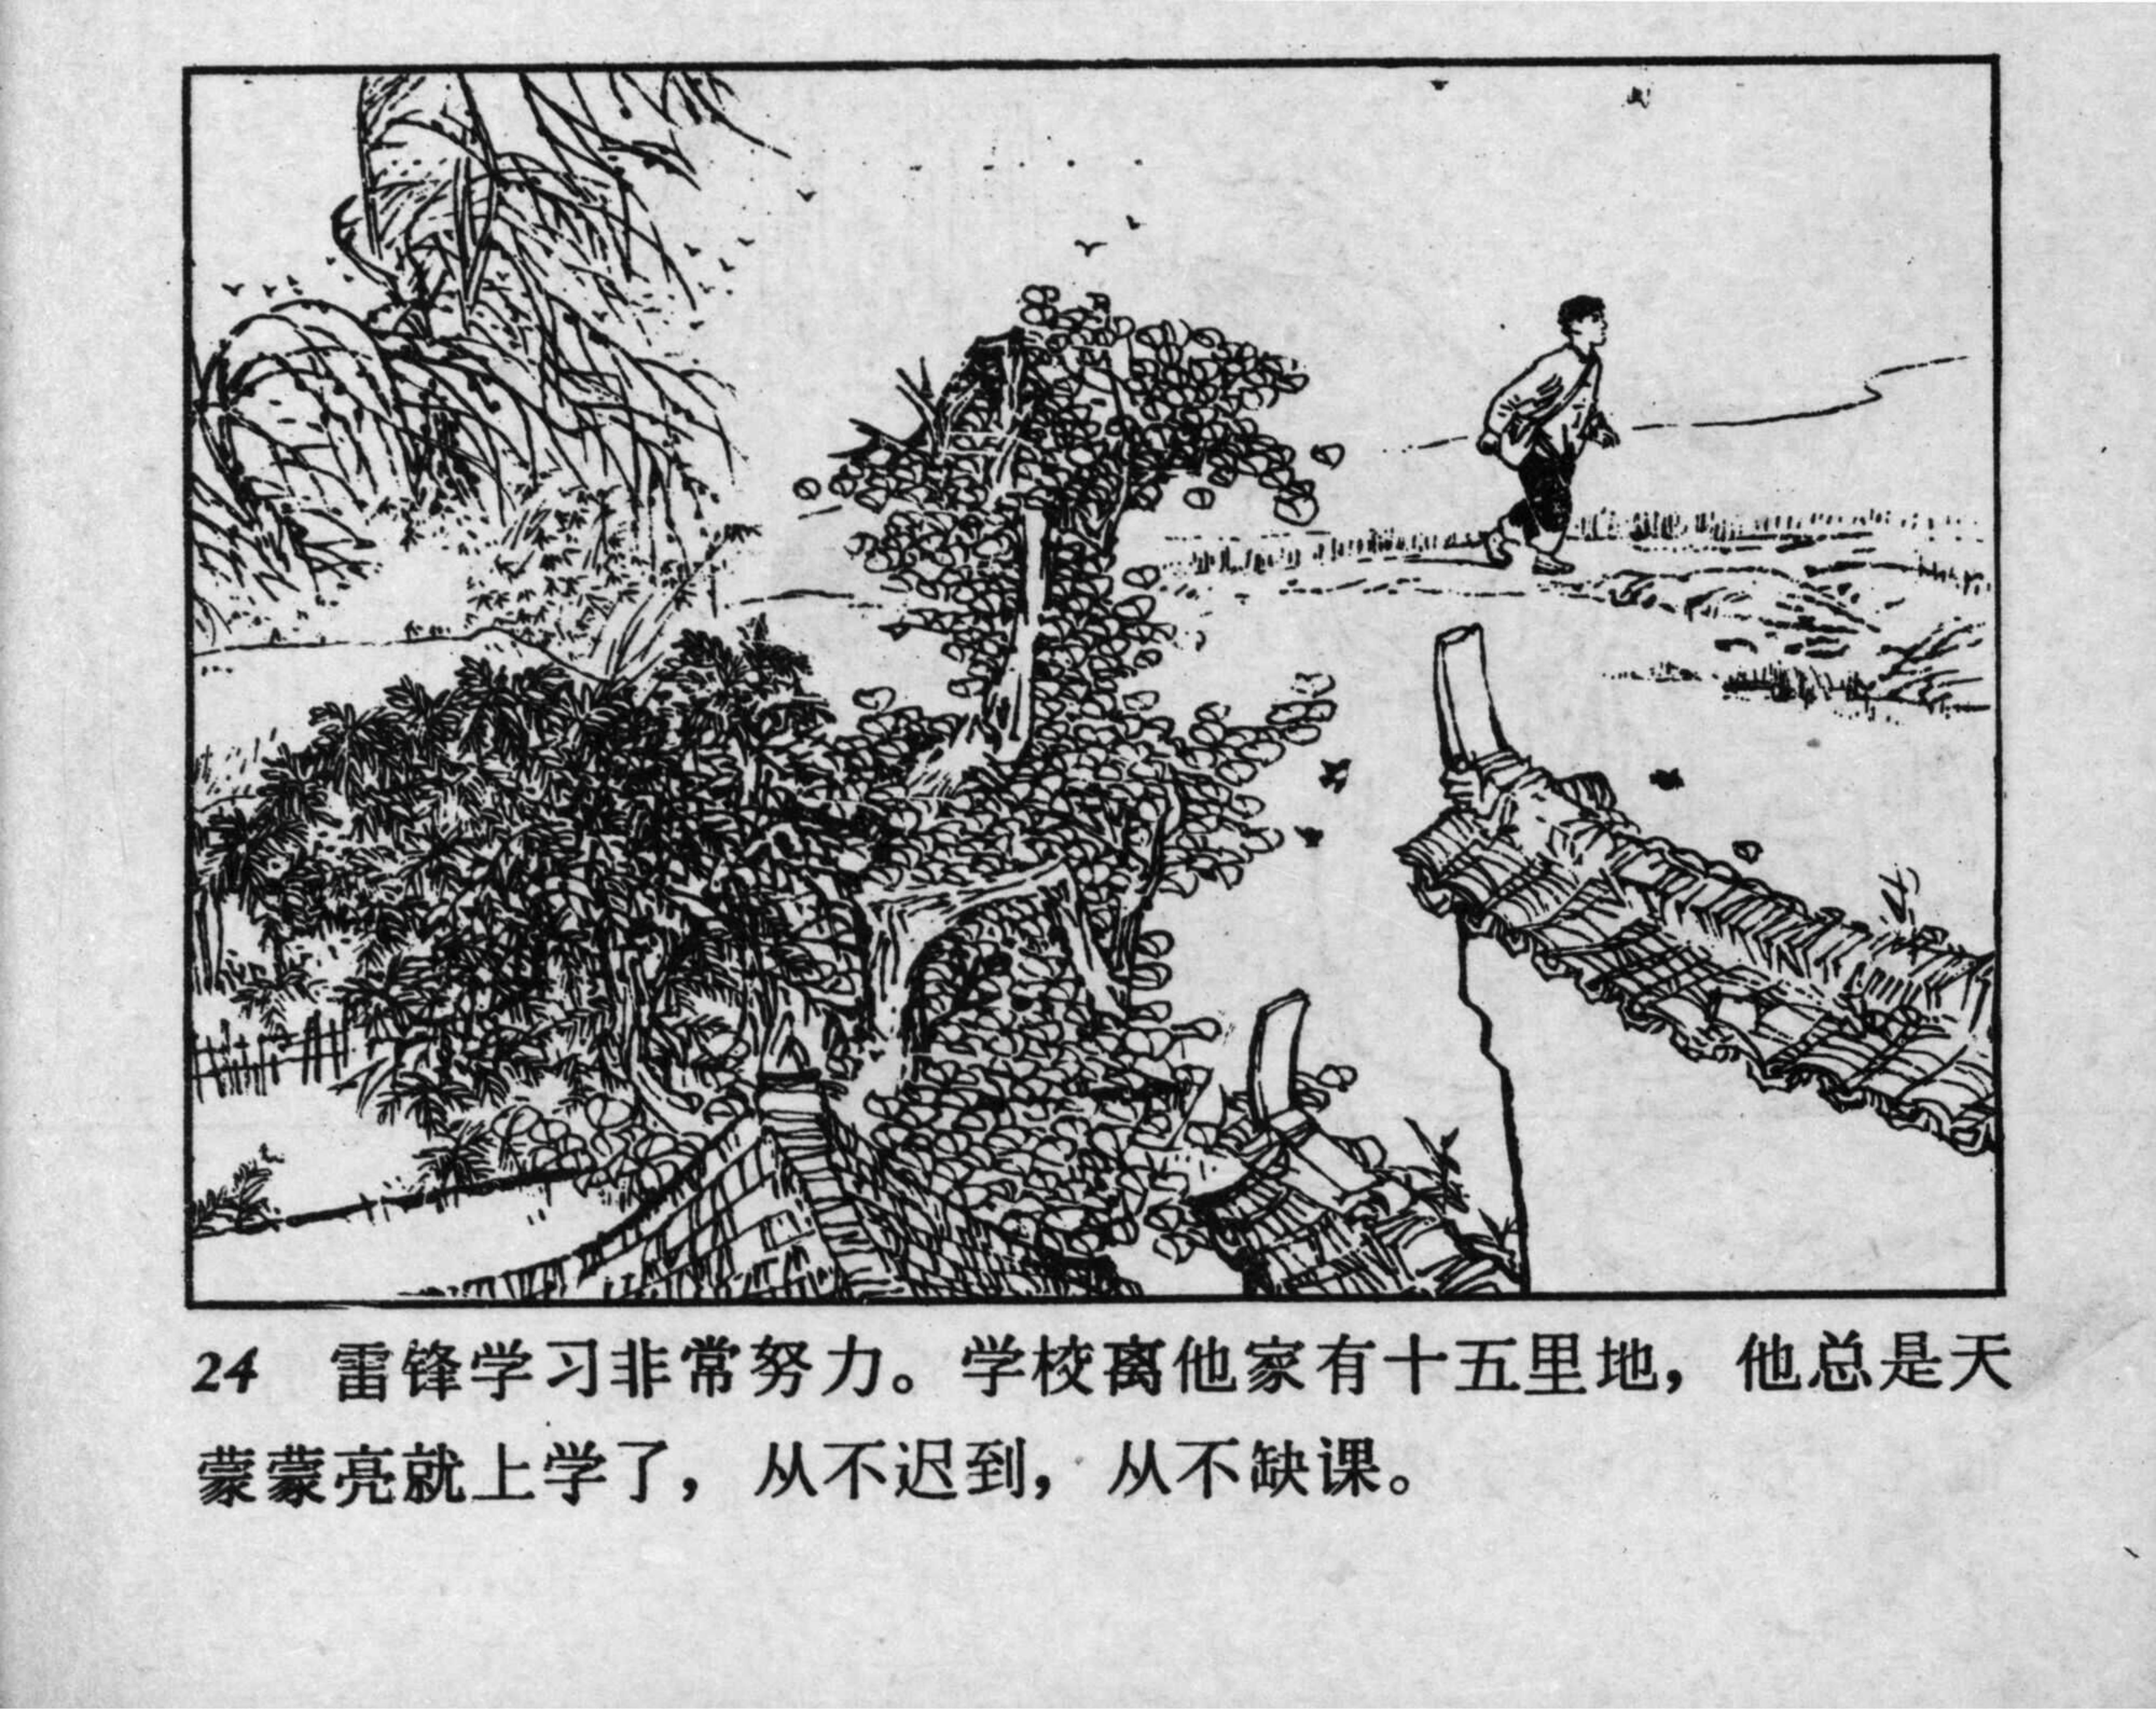 24 雷锋学习非常努力。学校离他家有十五里地，他总是天
蒙蒙亮就上学了，从不迟到，从不缺课。